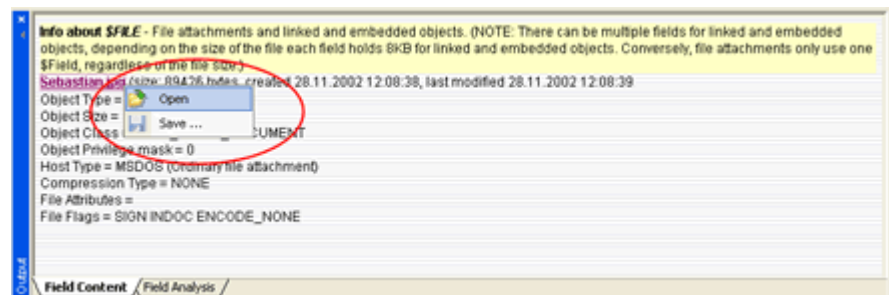 Info about $FILE - File attachments and linked and embedded objects. (NOTE: There can be multiple fields for linked and embedded
objects, depending on the size of the file each field holds 8KB for linked and embedded objects. Conversely, file attachments only use one
$Field, regardless of the file size.)
Sebastian.jpg (size: 89426 bytes, created 28.11.2002 12:08:38, last modified 28.11.2002 12:08:39
Object Type =
Open
Object Size =
Save ...
Object Class
Object Privilege mask = 0
Host Type = MSDOS (Ordinary file attachment)
Compression Type = NONE
File Attributes =
File Flags = SIGN INDOC ENCODE_NONE
Output
Field Content / Field Analysis /